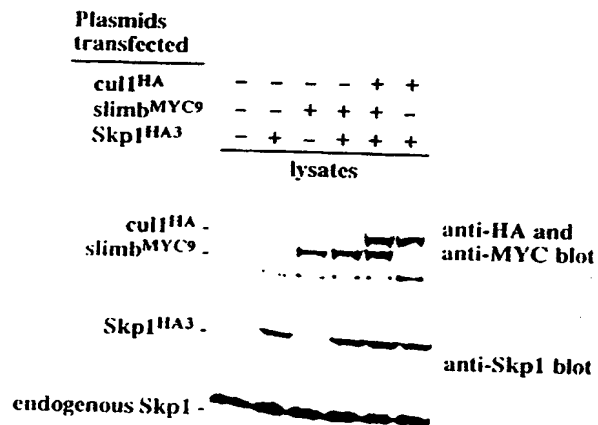 Plasmids
transfected
cul1HA - - - - + +
slimbMYC9 - - + + + -
Skp1HA3 - + - + + +
lysates
cul1HA -
slimbMYC9 -
anti-HA and
anti-MYC blot
Skp1HA3 -
anti-Skp1 blot
endogenous Skp1 -